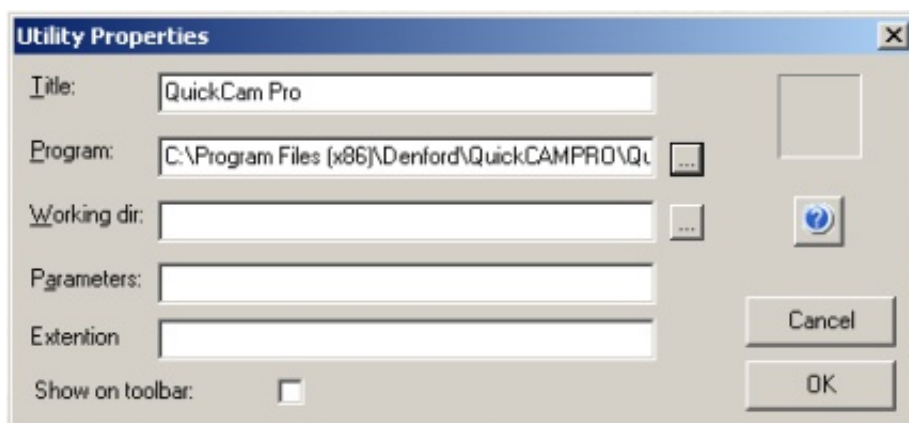 Utility Properties
Title: QuickCam Pro
Program: C:\Program Files (x86)\Denford\QuickCAMPRO\Qu ...
Working dir: ...
Parameters:
Extention
Cancel
Show on toolbar:
OK